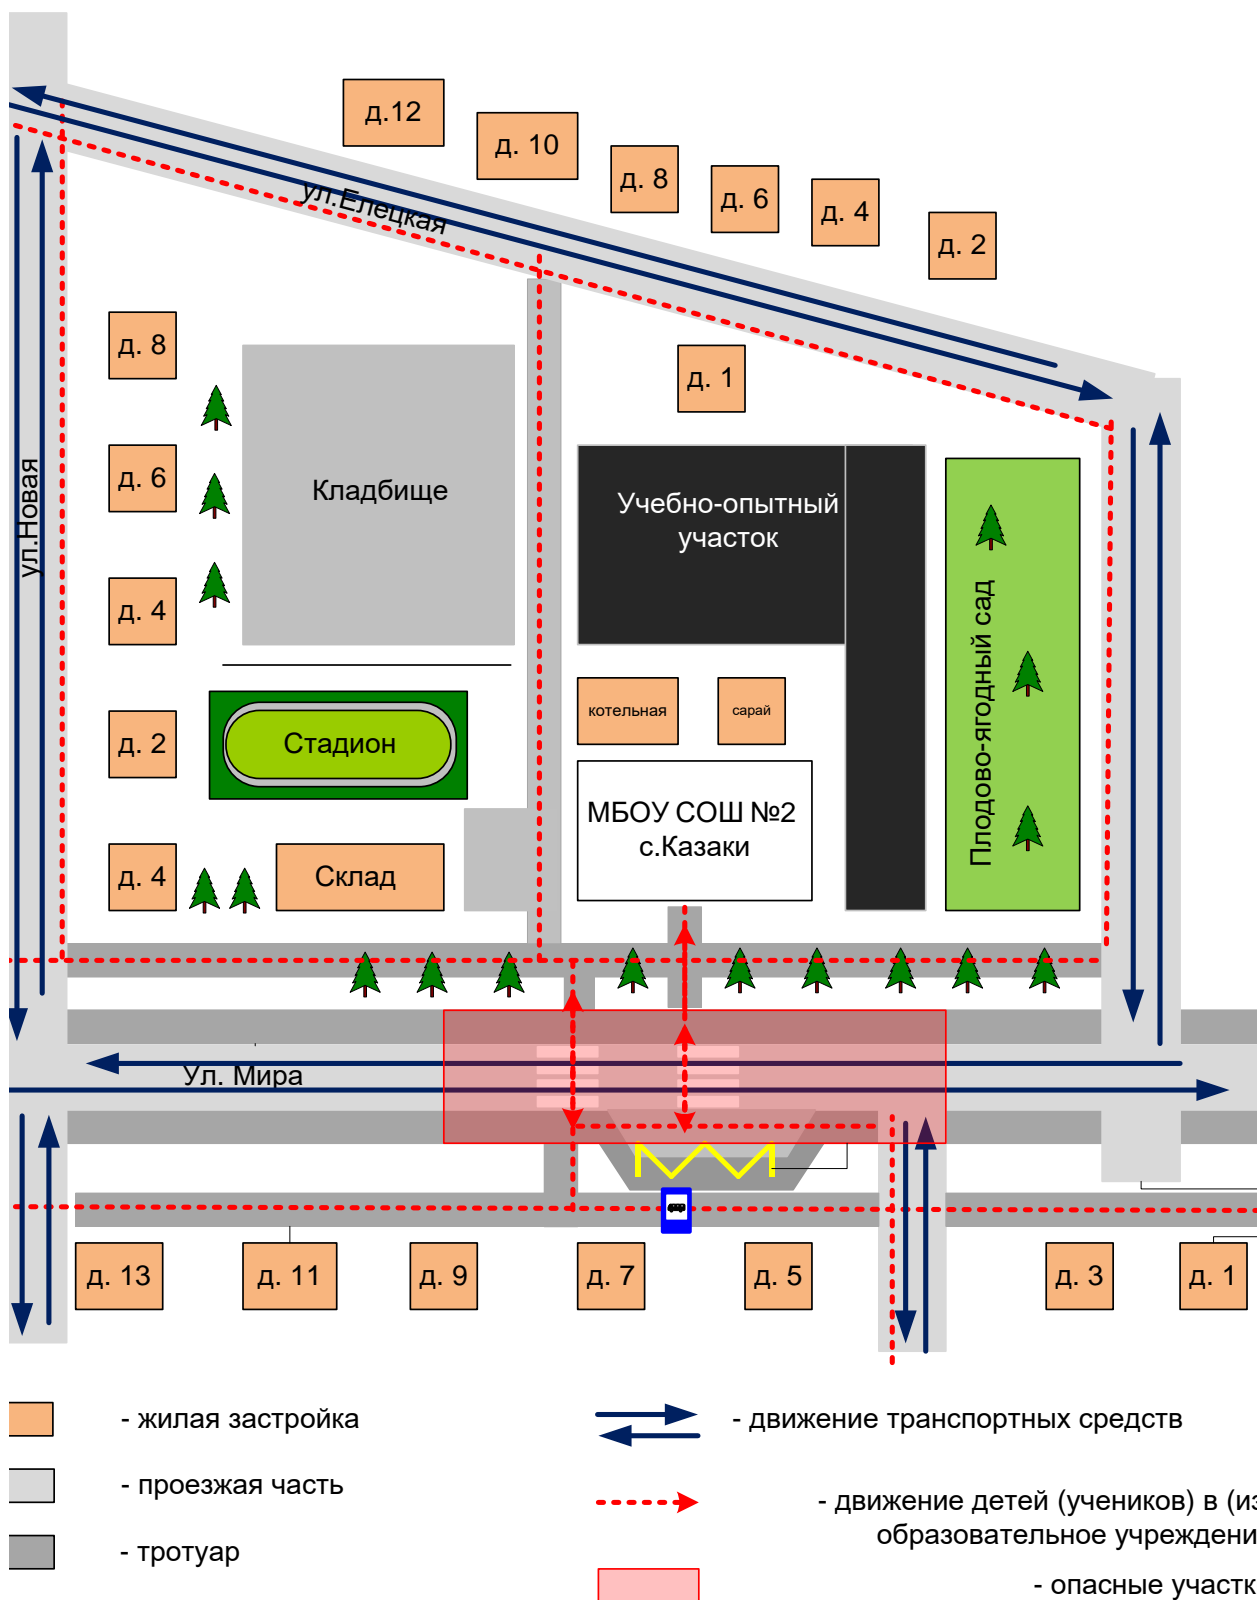 д.12
д. 10
д. 8
д. 6
д. 4
д. 2
ул.Елецкая
д. 8
д. 1
д. 6
Кладбище
Учебно-опытный
участок
ул.Новая
д. 4
Плодово-ягодный сад
котельная
сарай
д. 2
Стадион
МБОУ СОШ №2
с.Казаки
д. 4
Склад
Ул. Мира
д. 13
д. 11
д. 9
д. 7
д. 5
д. 3
д. 1
- жилая застройка
- движение транспортных средств
- проезжая часть
- движение детей (учеников) в (из
образовательное учреждени
- тротуар
- опасные участк